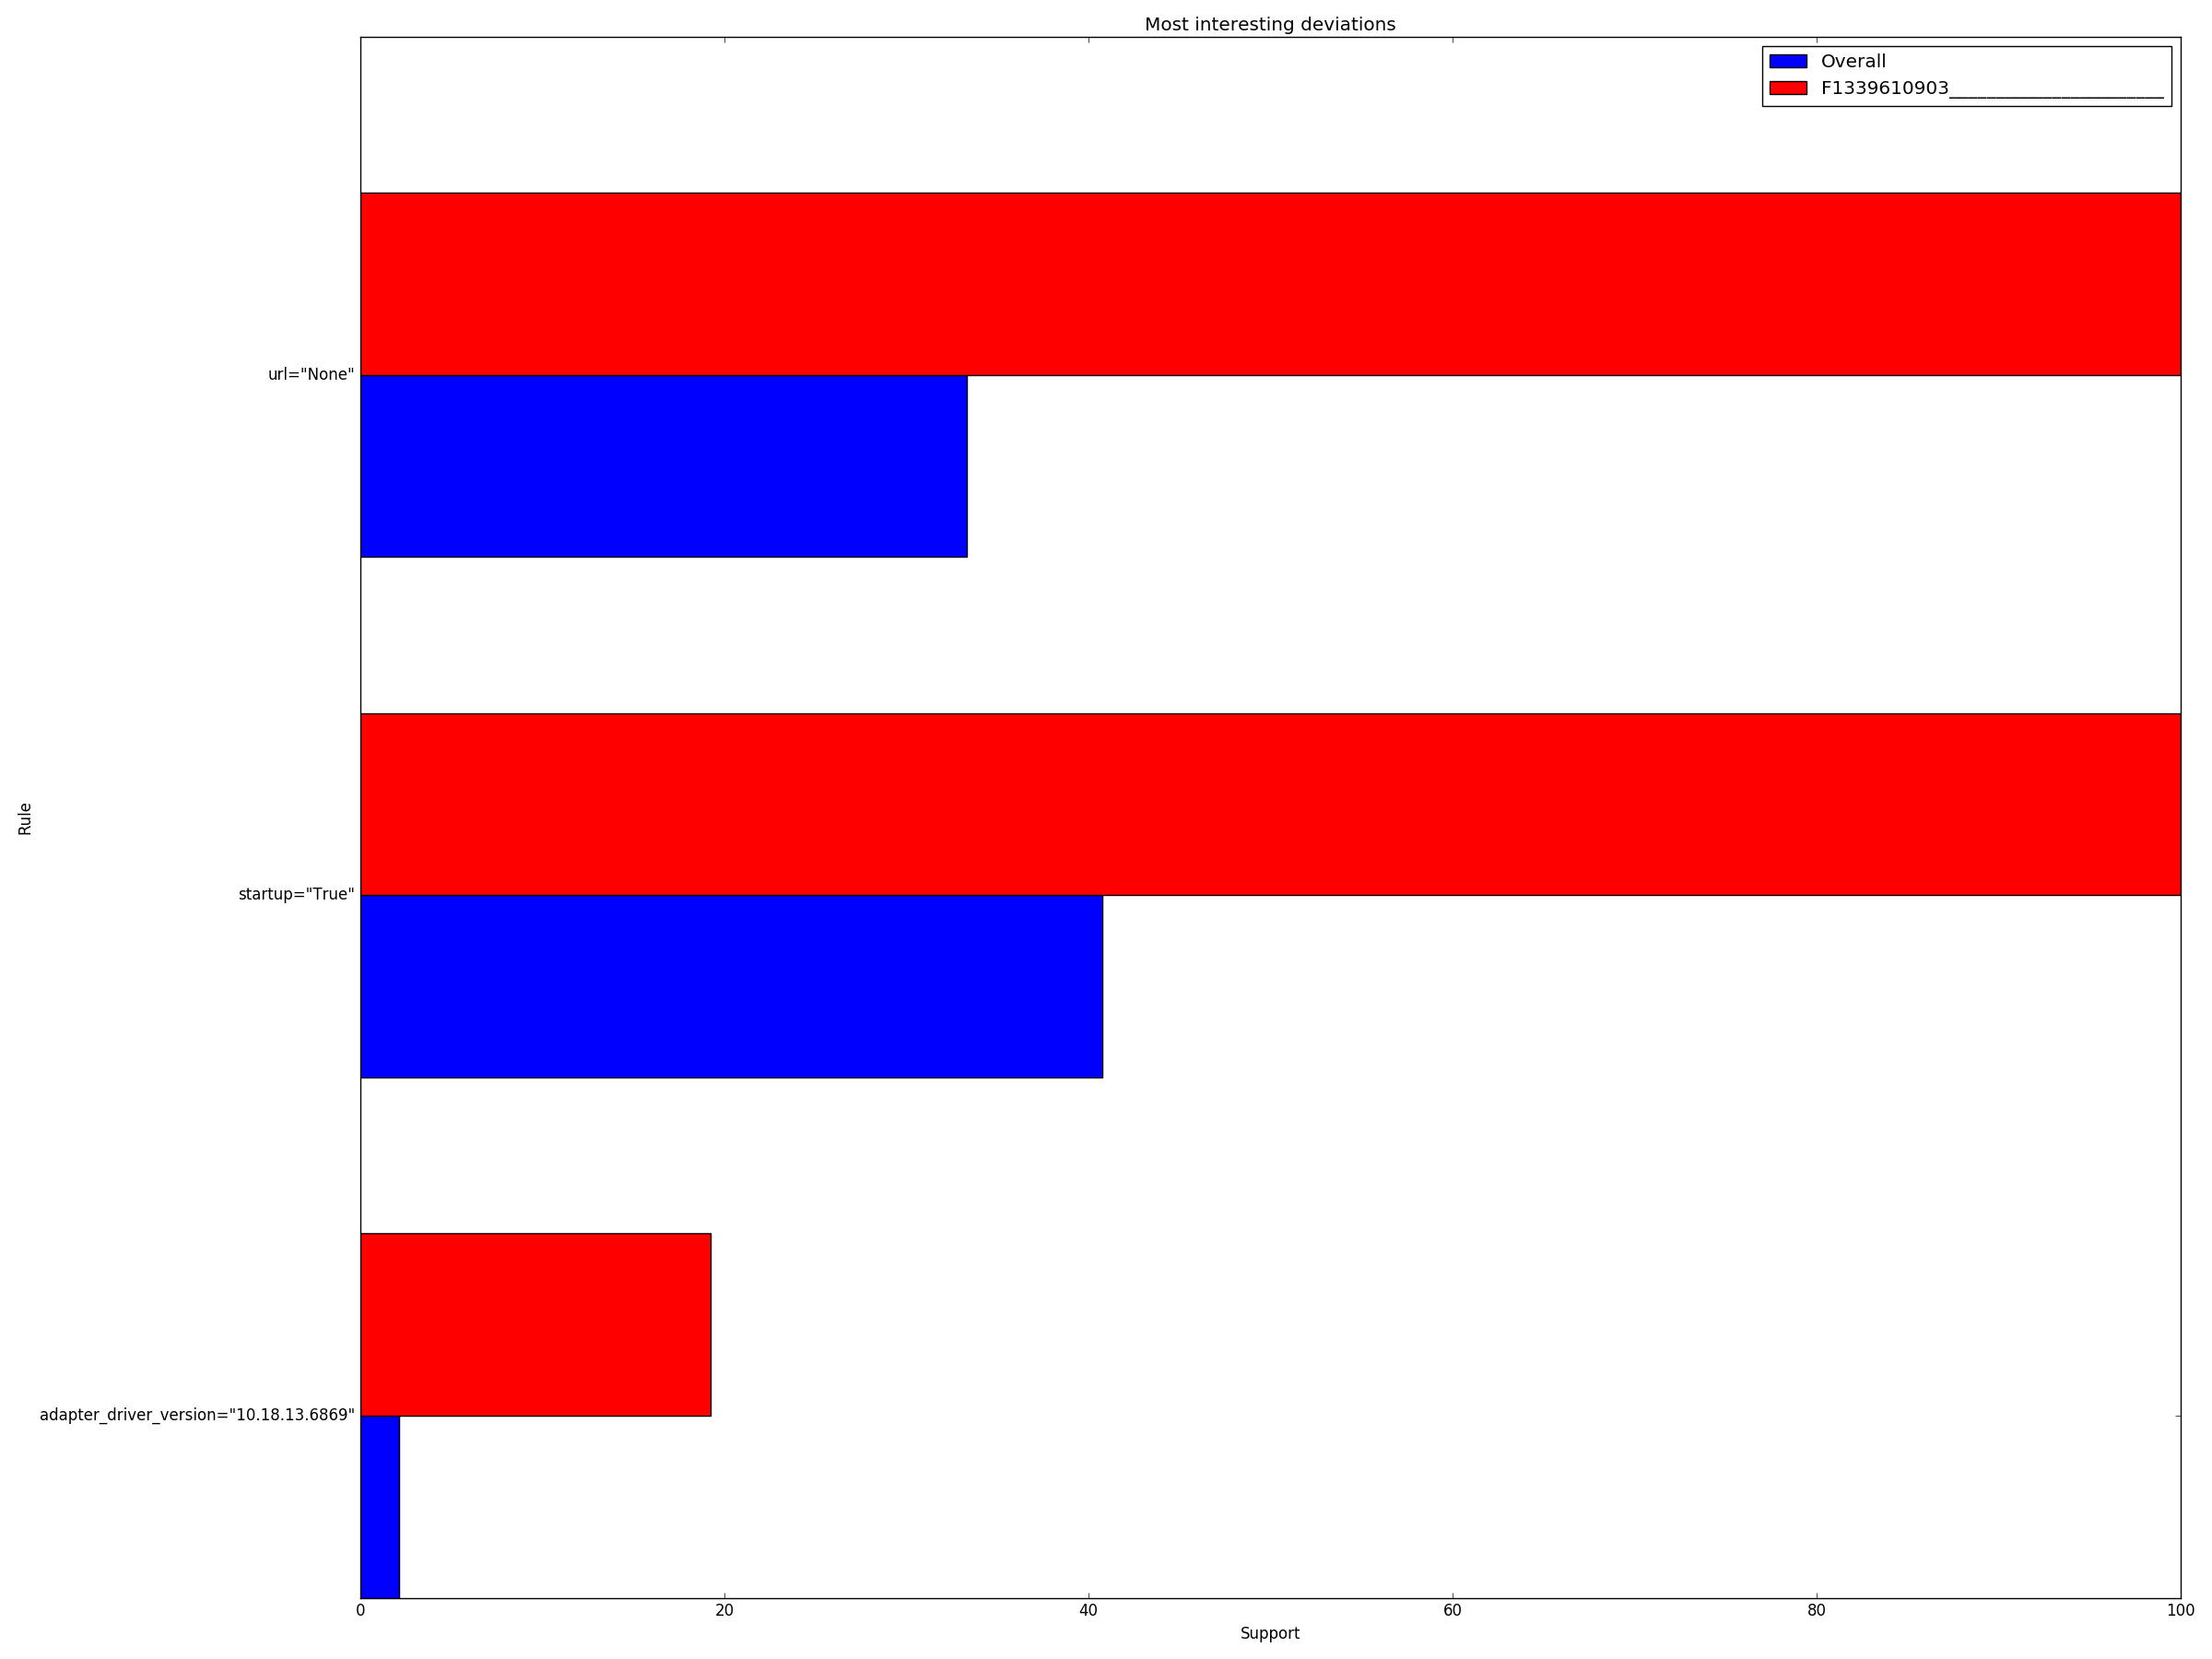 Most interesting deviations
Overall
F1339610903_______________________
url="None"
startup="True"
adapter_driver_version="10.18.13.6869"
Rule
0 20 40 60 80 100
Support